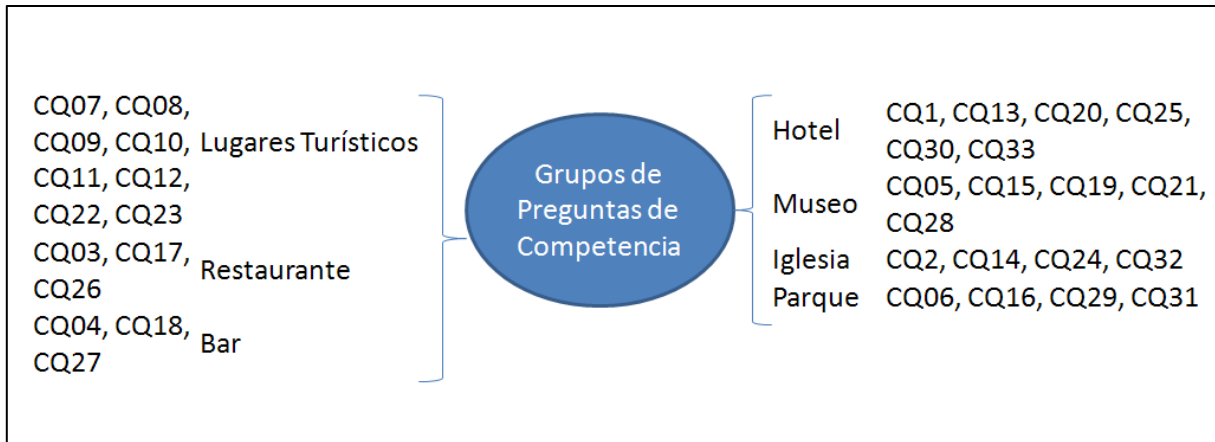 CQ07, CQ08,
CQ09, CQ10,
CQ11, CQ12,
CQ22, CQ23
Lugares Turísticos
CQ03, CQ17,
CQ26
Restaurante
CQ04, CQ18,
CQ27
Bar
Grupos de
Preguntas de
Competencia
Hotel
CQ1, CQ13, CQ20, CQ25,
CQ30, CQ33
Museo
CQ05, CQ15, CQ19, CQ21,
CQ28
Iglesia
CQ2, CQ14, CQ24, CQ32
Parque
CQ06, CQ16, CQ29, CQ31